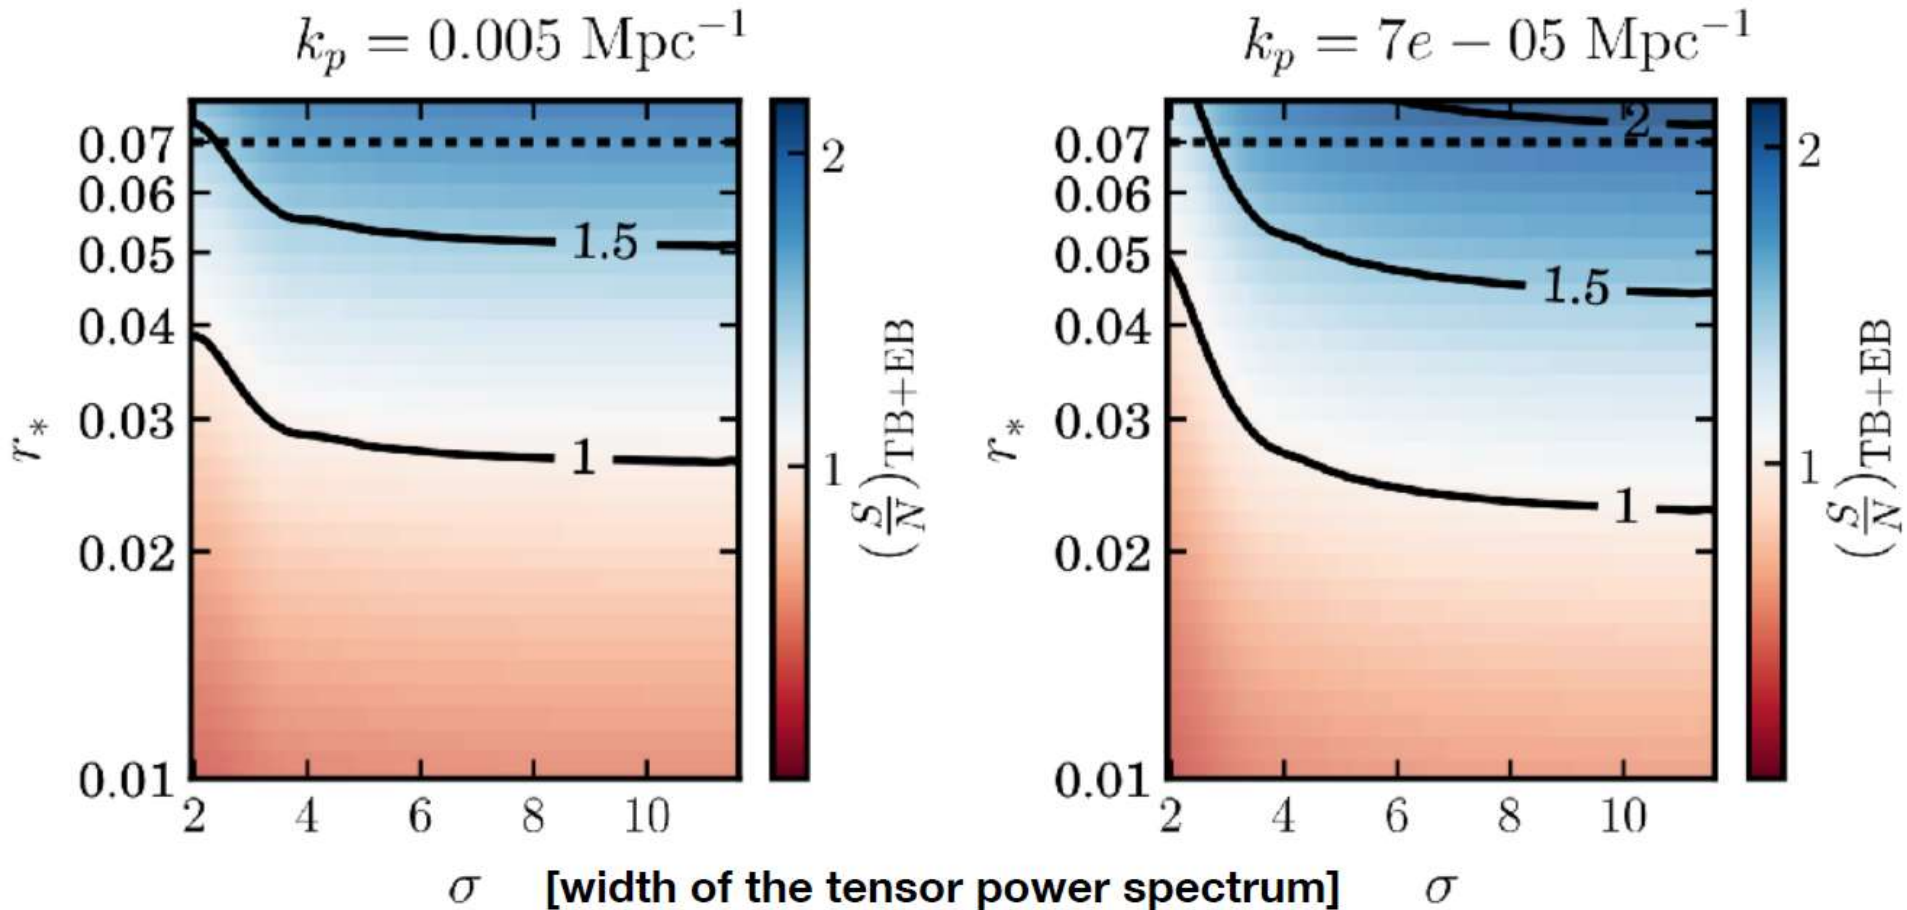 k_p = 0.005 Mpc⁻¹
0.07
0.06
0.05
0.04
0.03
0.02
0.01
r_*
1.5
1
2 4 6 8 10
2
1
(S/N)TB+EB
k_p = 7e − 05 Mpc⁻¹
0.07
0.06
0.05
0.04
0.03
0.02
0.01
r_*
2
1.5
1
2 4 6 8 10
2
1
(S/N)TB+EB
σ [width of the tensor power spectrum] σ